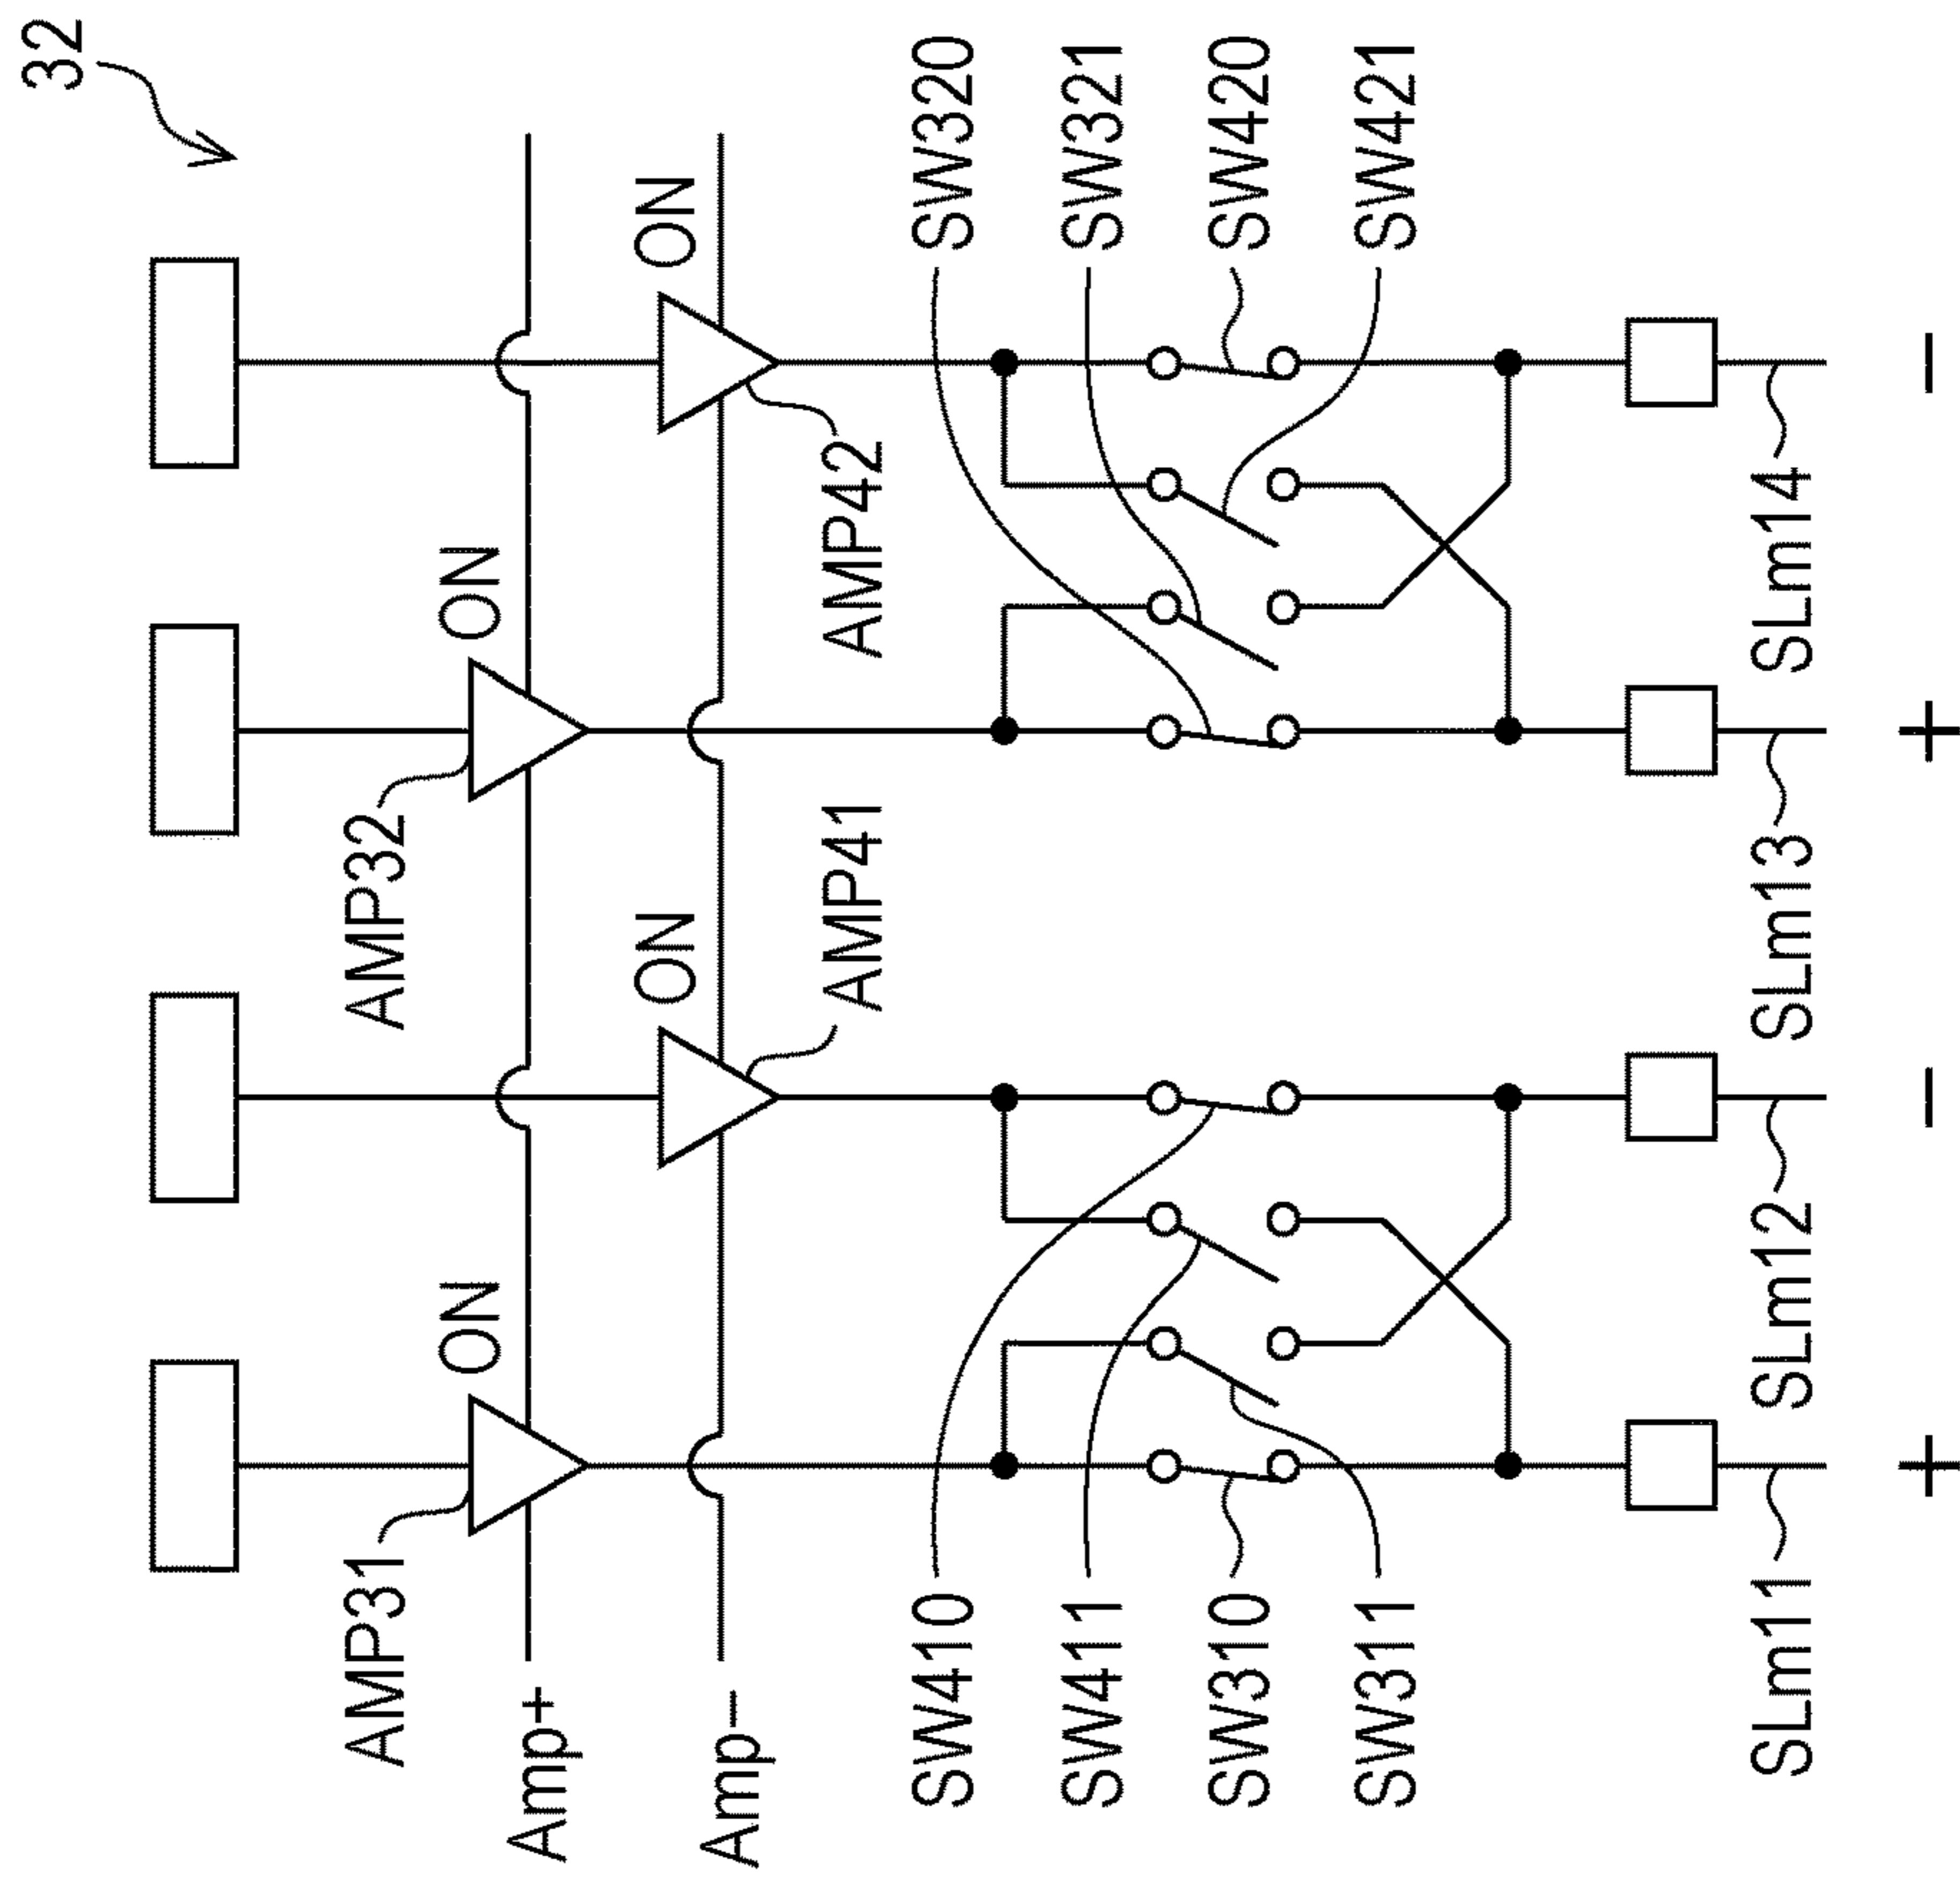 32
AMP31
ON
AMP32
ON
Amp+
ON
ON
Amp−
AMP41
AMP42
SW410
SW320
SW411
SW321
SW310
SW420
SW311
SW421
SLm11
SLm12
SLm13
SLm14
+
−
+
−